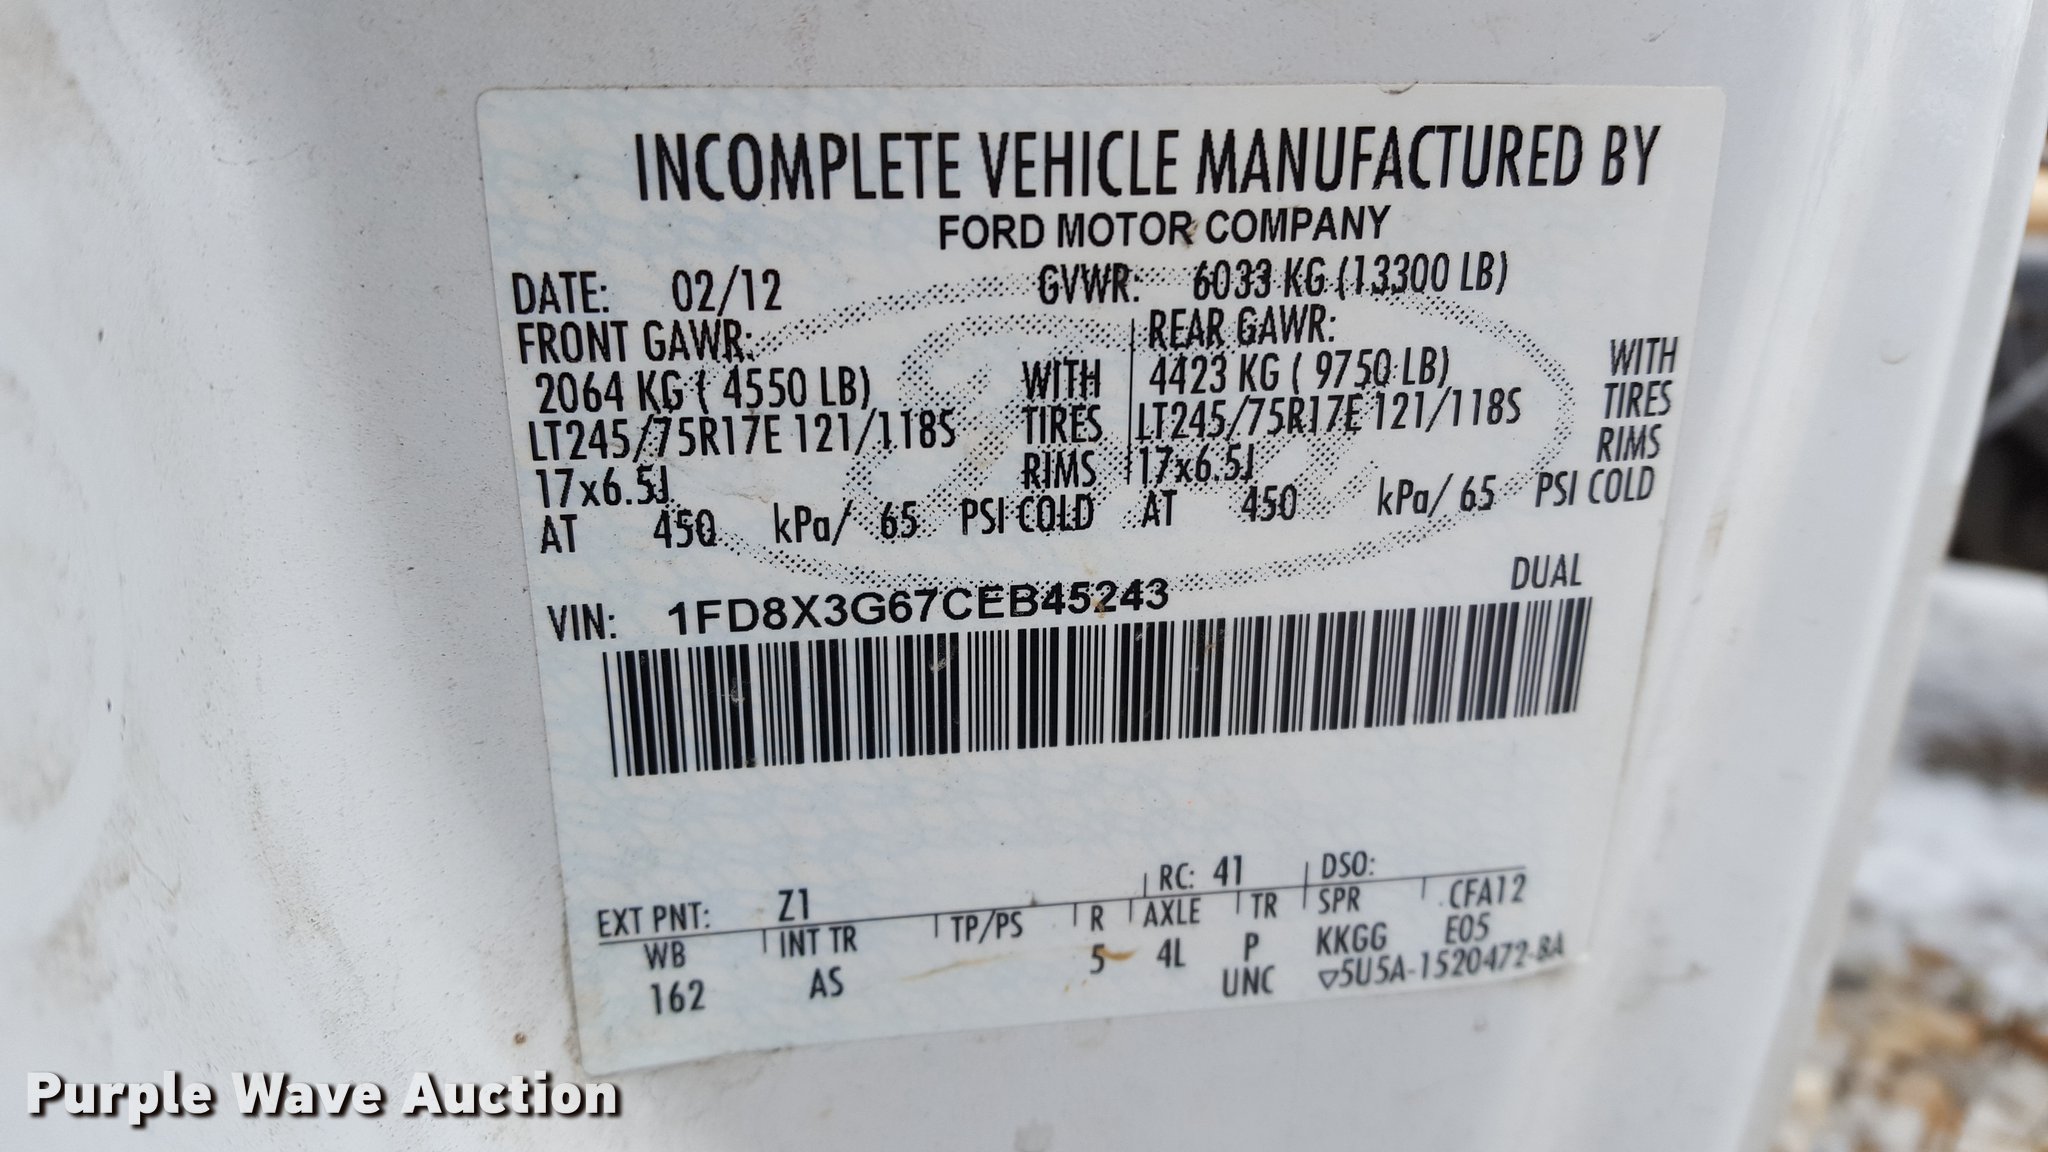 INCOMPLETE VEHICLE MANUFACTURED BY
FORD MOTOR COMPANY
DATE: 02/12 GVWR: 6033 KG (13300 LB)
FRONT GAWR: REAR GAWR:
2064 KG ( 4550 LB) WITH 4423 KG ( 9750 LB) WITH
LT245/75R17E 121/118S TIRES LT245/75R17E 121/118S TIRES
17x6.5J RIMS 17x6.5J RIMS
AT 450 kPa/ 65 PSI COLD AT 450 kPa/ 65 PSI COLD
VIN: 1FD8X3G67CEB45243 DUAL
EXT PNT: Z1 RC: 41 DSO:
WB INT TR TP/PS R AXLE TR SPR CFA12
162 AS 5 4L P KKGG E05
UNC ▽5U5A-1520472-BA
Purple Wave Auction